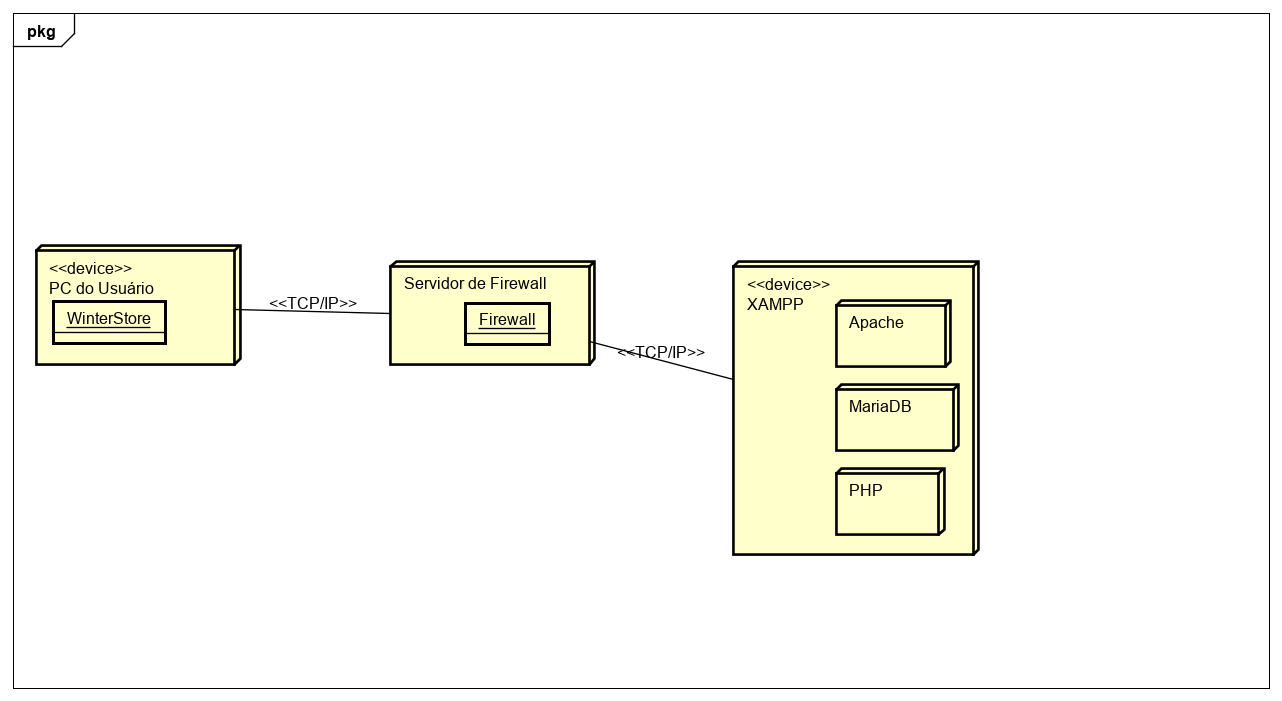 pkg
<<device>>
PC do Usuário
WinterStore
<<TCP/IP>>
Servidor de Firewall
Firewall
<<TCP/IP>>
<<device>>
XAMPP
Apache
MariaDB
PHP